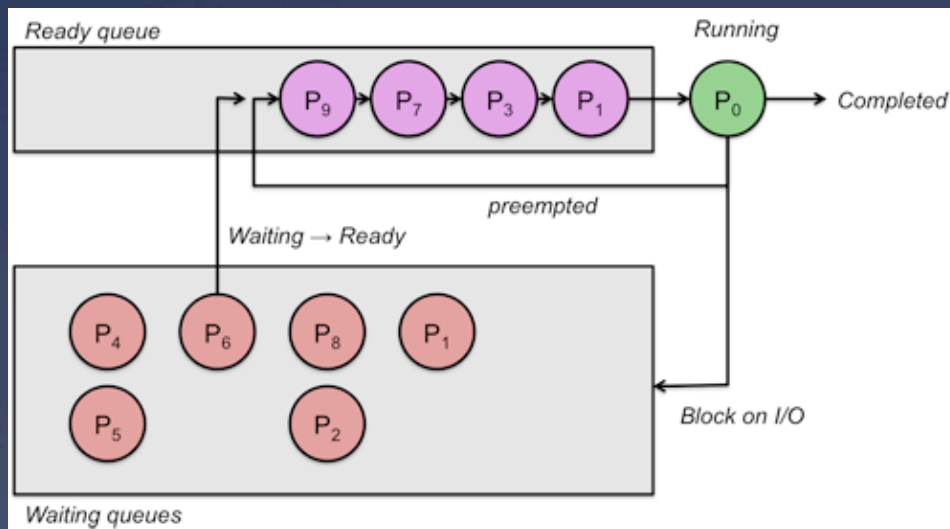 Ready queue
Running
P9 P7 P3 P1 P0 Completed
preempted
Waiting → Ready
P4 P6 P8 P1
Block on I/O
P5 P2
Waiting queues